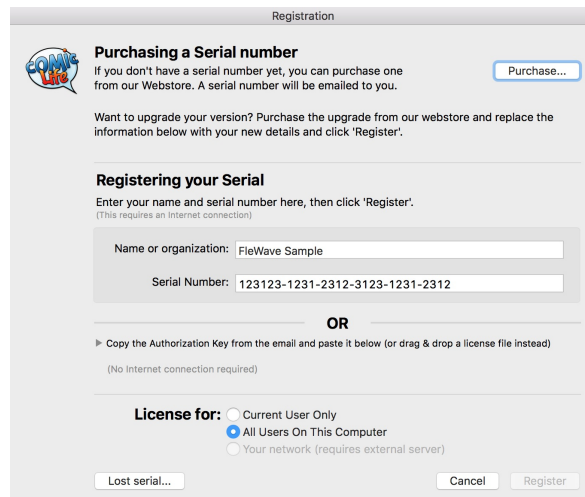 Registration
COMIC
Life
Purchasing a Serial number
If you don't have a serial number yet, you can purchase one
from our Webstore. A serial number will be emailed to you.
Purchase...
Want to upgrade your version? Purchase the upgrade from our webstore and replace the
information below with your new details and click 'Register'.
Registering your Serial
Enter your name and serial number here, then click 'Register'.
(This requires an Internet connection)
Name or organization: FleWave Sample
Serial Number: 123123-1231-2312-3123-1231-2312
OR
Copy the Authorization Key from the email and paste it below (or drag & drop a license file instead)
(No Internet connection required)
License for: Current User Only
All Users On This Computer
Your network (requires external server)
Lost serial... Cancel Register